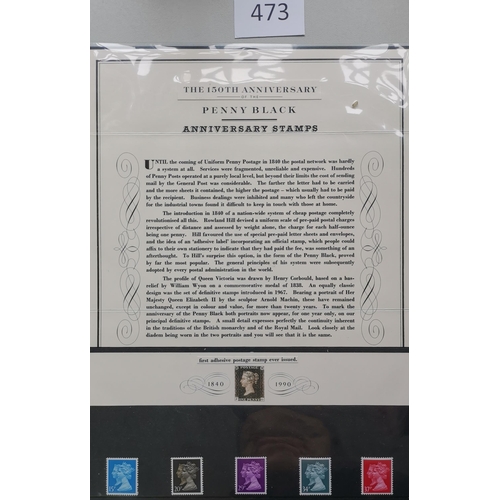 473
THE 150TH ANNIVERSARY
OF THE
PENNY BLACK
ANNIVERSARY STAMPS
UNTIL the coming of Uniform Penny Postage in 1840 the postal network was hardly
a system at all. Services were fragmented, unreliable and expensive. Hundreds
of Penny Posts operated at a purely local level, but beyond their limits the cost of sending
mail by the General Post was considerable. The farther the letter had to be carried
and the more sheets it contained, the higher the postage – which usually had to be paid
by the recipient. Business dealings were inhibited and many who left the countryside
for the industrial towns found it difficult to keep in touch with those at home.
The introduction in 1840 of a nation-wide system of cheap postage completely
revolutionised all this. Rowland Hill devised a uniform scale of pre-paid postal charges
irrespective of distance and assessed by weight alone, the charge for each half-ounce
being one penny. Hill favoured the use of special pre-paid letter sheets and envelopes,
and the idea of an 'adhesive label' incorporating an official stamp, which people could
affix to their own stationery to indicate that they had paid the fee, was something of an
afterthought. To Hill's surprise this option, in the form of the Penny Black, proved
by far the most popular. The general principles of his system were subsequently
adopted by every postal administration in the world.
The profile of Queen Victoria was drawn by Henry Corbould, based on a bas-
relief by William Wyon on a commemorative medal of 1838. An equally classic
design was the set of definitive stamps introduced in 1967. Bearing a portrait of Her
Majesty Queen Elizabeth II by the sculptor Arnold Machin, these have remained
unchanged, except in colour and value, for more than twenty years. To mark the
anniversary of the Penny Black both portraits now appear, for one year only, on our
principal definitive stamps. A small detail expresses perfectly the continuity inherent
in the traditions of the British monarchy and of the Royal Mail. Look closely at the
diadem being worn in the two portraits and you will see that it is the same.
first adhesive postage stamp ever issued.
1840 1990
POSTAGE
ONE PENNY
20P
37P